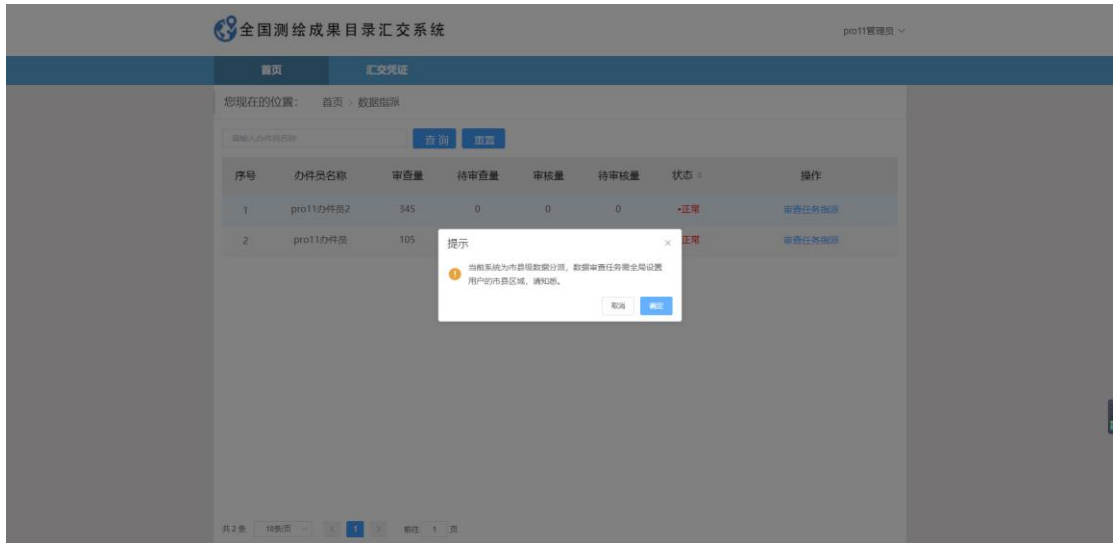 全国测绘成果目录汇交系统
pro11管理员
首页 汇交凭证
您现在的位置： 首页 > 数据指派
请输入办件员名称 查询 重置
序号 办件员名称 审查量 待审查量 审核量 待审核量 状态 操作
1 pro11办件员2 345 0 0 0 •正常 审查任务指派
2 pro11办件员 105 正常 审查任务指派
提示 ×
当前系统为市县级数据分派，数据审查任务需全局设置
用户的市县区域，请知悉。
取消 确定
共 2 条 10条/页 < 1 > 前往 1 页